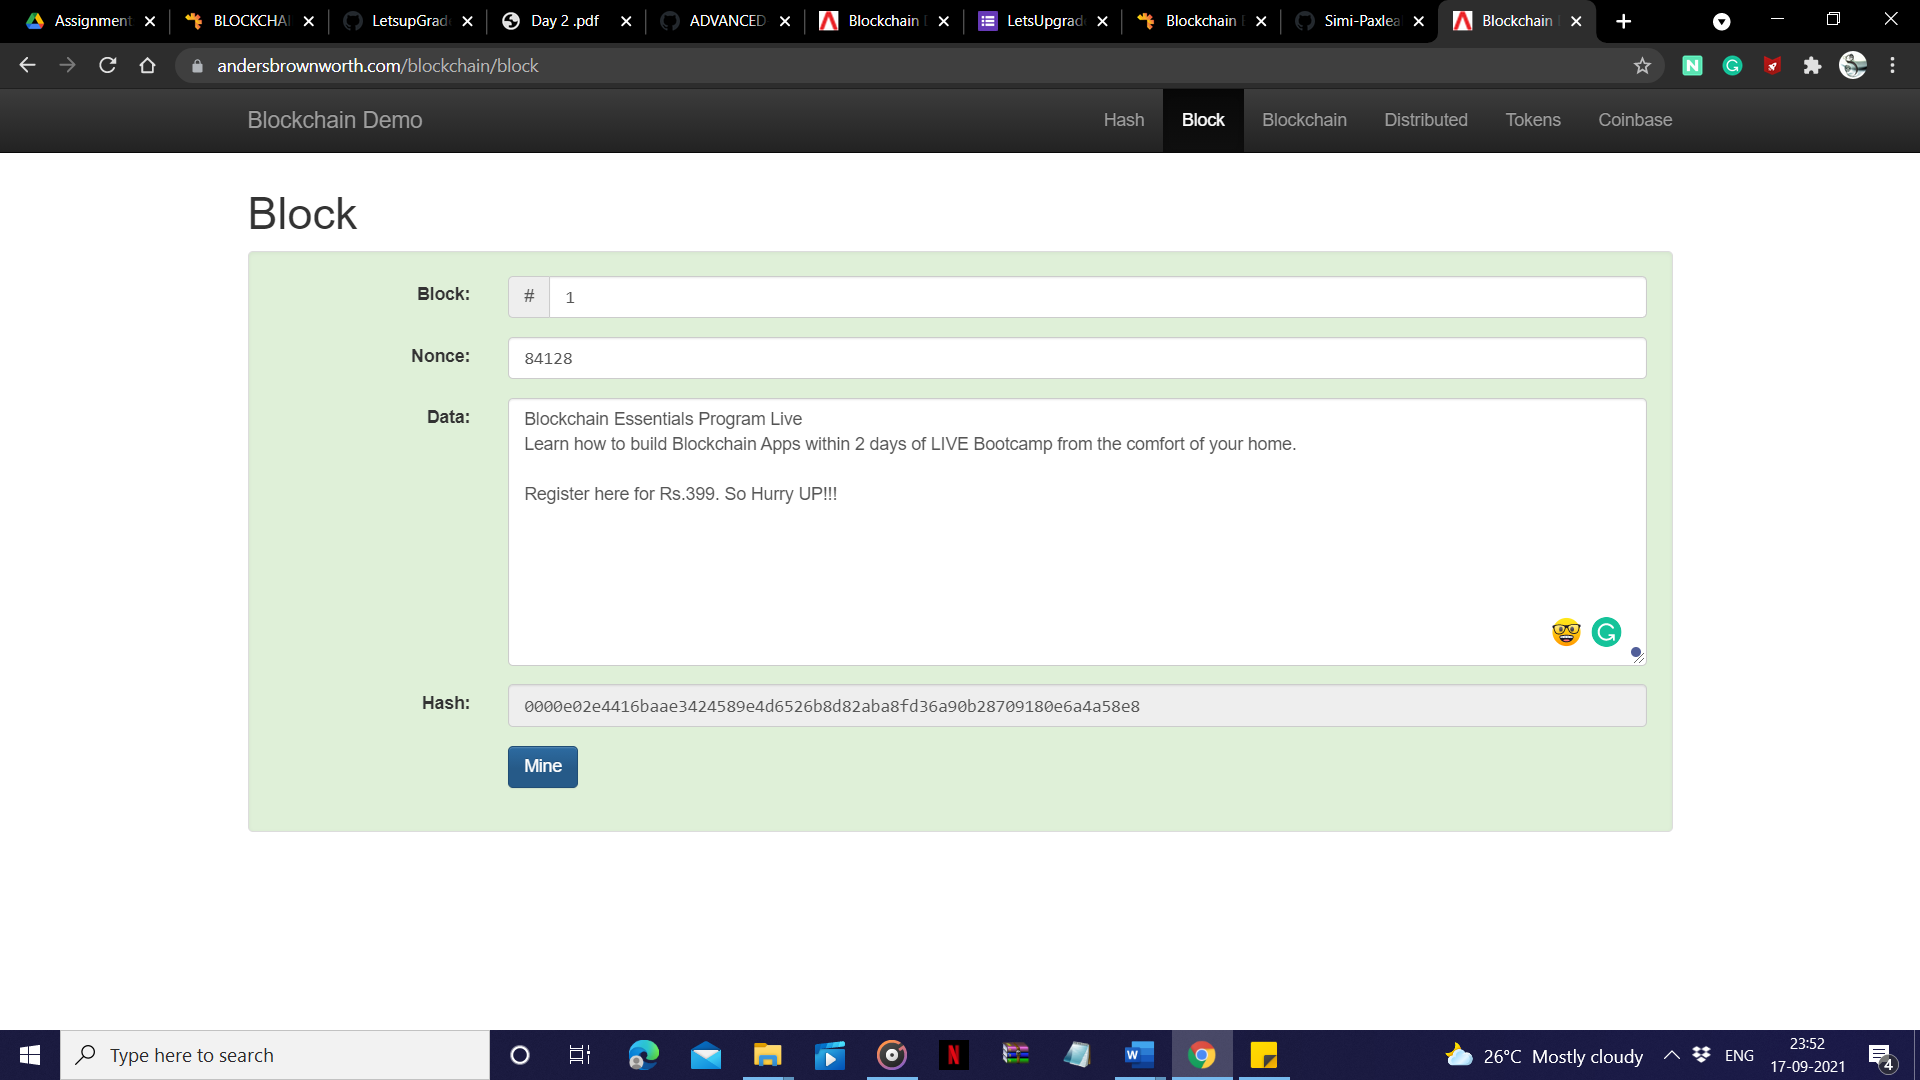 Assignment
BLOCKCHAI
LetsupGrad
Day 2 .pdf
ADVANCED
Blockchain
LetsUpgrad
Blockchain
Simi-Paxlea
Blockchain
andersbrownworth.com/blockchain/block
Blockchain Demo
Hash
Block
Blockchain
Distributed
Tokens
Coinbase
Block
Block:
# 1
Nonce:
84128
Data:
Blockchain Essentials Program Live
Learn how to build Blockchain Apps within 2 days of LIVE Bootcamp from the comfort of your home.
Register here for Rs.399. So Hurry UP!!!
Hash:
0000e02e4416baae3424589e4d6526b8d82aba8fd36a90b28709180e6a4a58e8
Mine
Type here to search
26°C Mostly cloudy
ENG
23:52
17-09-2021
4